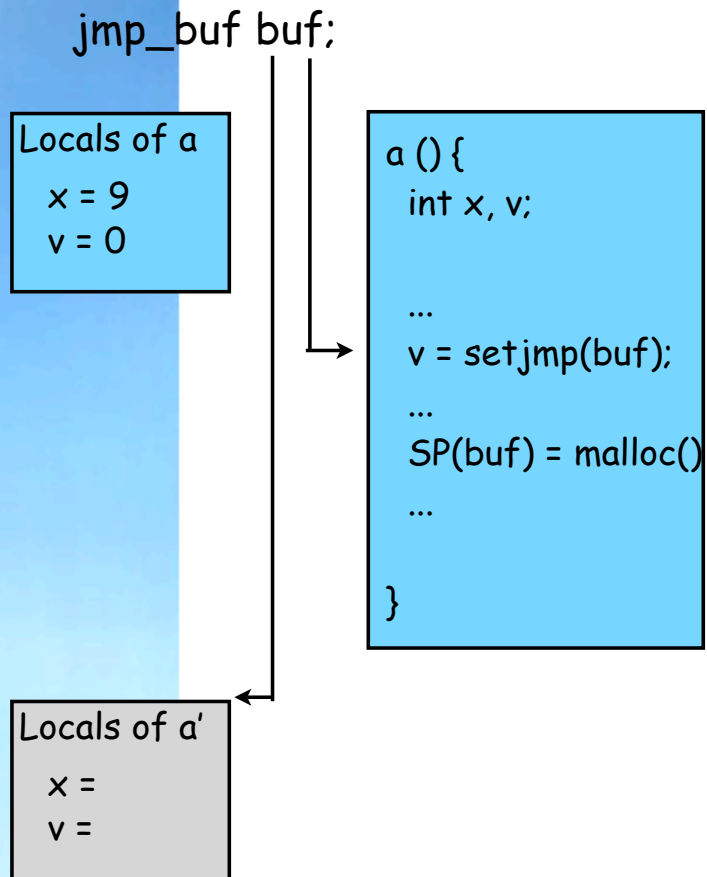 jmp_buf buf;
Locals of a
x = 9
v = 0
a () {
int x, v;
...
v = setjmp(buf);
...
SP(buf) = malloc()
...
}
Locals of a'
x =
v =